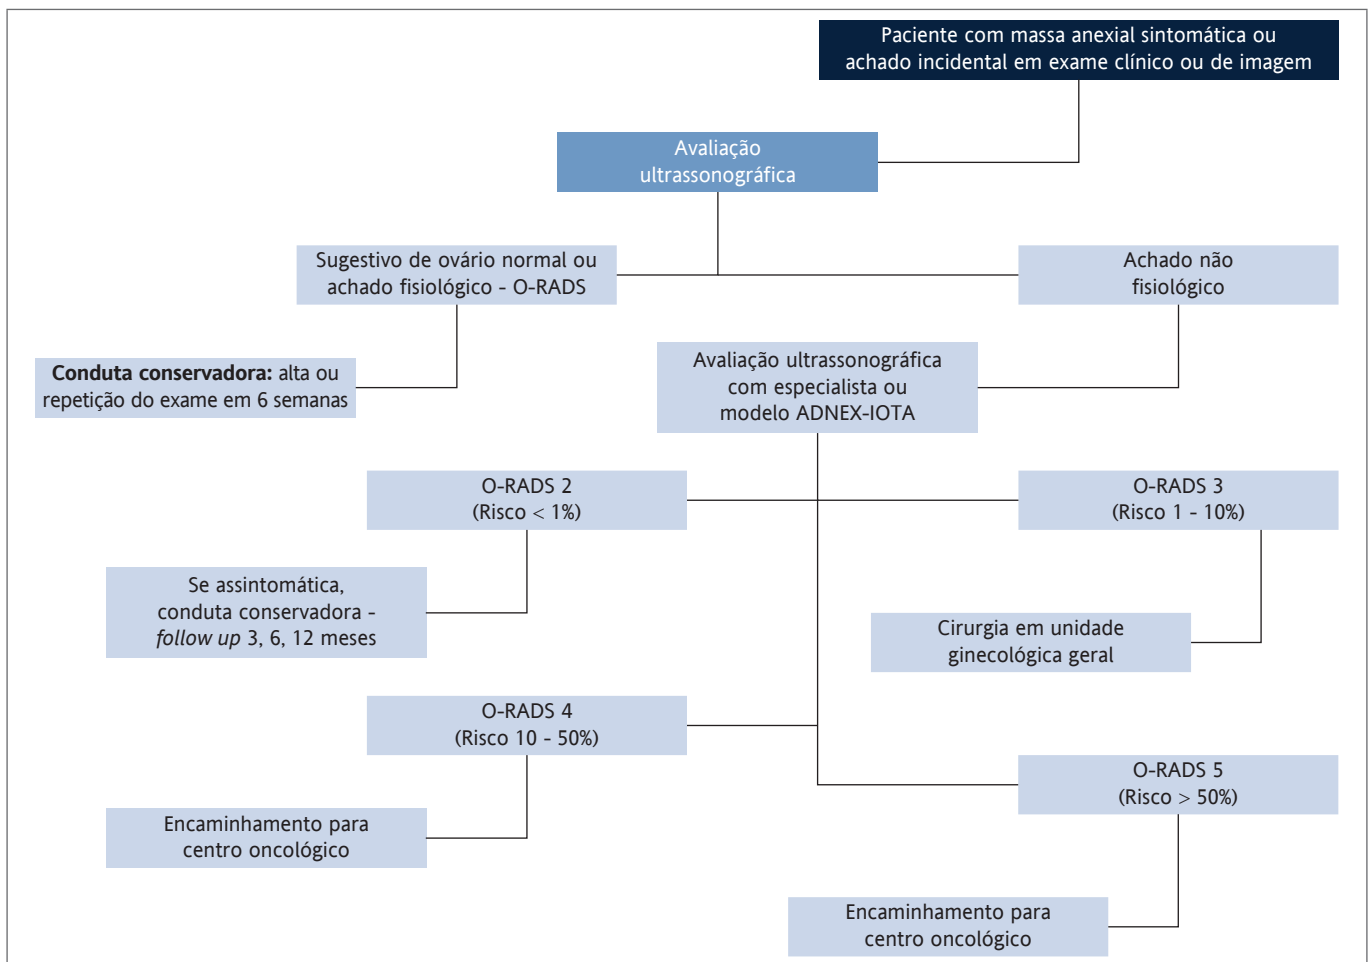 Paciente com massa anexial sintomática ou
achado incidental em exame clínico ou de imagem
Avaliação
ultrassonográfica
Sugestivo de ovário normal ou
achado fisiológico - O-RADS
Achado não
fisiológico
Conduta conservadora: alta ou
repetição do exame em 6 semanas
Avaliação ultrassonográfica
com especialista ou
modelo ADNEX-IOTA
O-RADS 2
(Risco < 1%)
O-RADS 3
(Risco 1 - 10%)
Se assintomática,
conduta conservadora -
follow up 3, 6, 12 meses
Cirurgia em unidade
ginecológica geral
O-RADS 4
(Risco 10 - 50%)
O-RADS 5
(Risco > 50%)
Encaminhamento para
centro oncológico
Encaminhamento para
centro oncológico